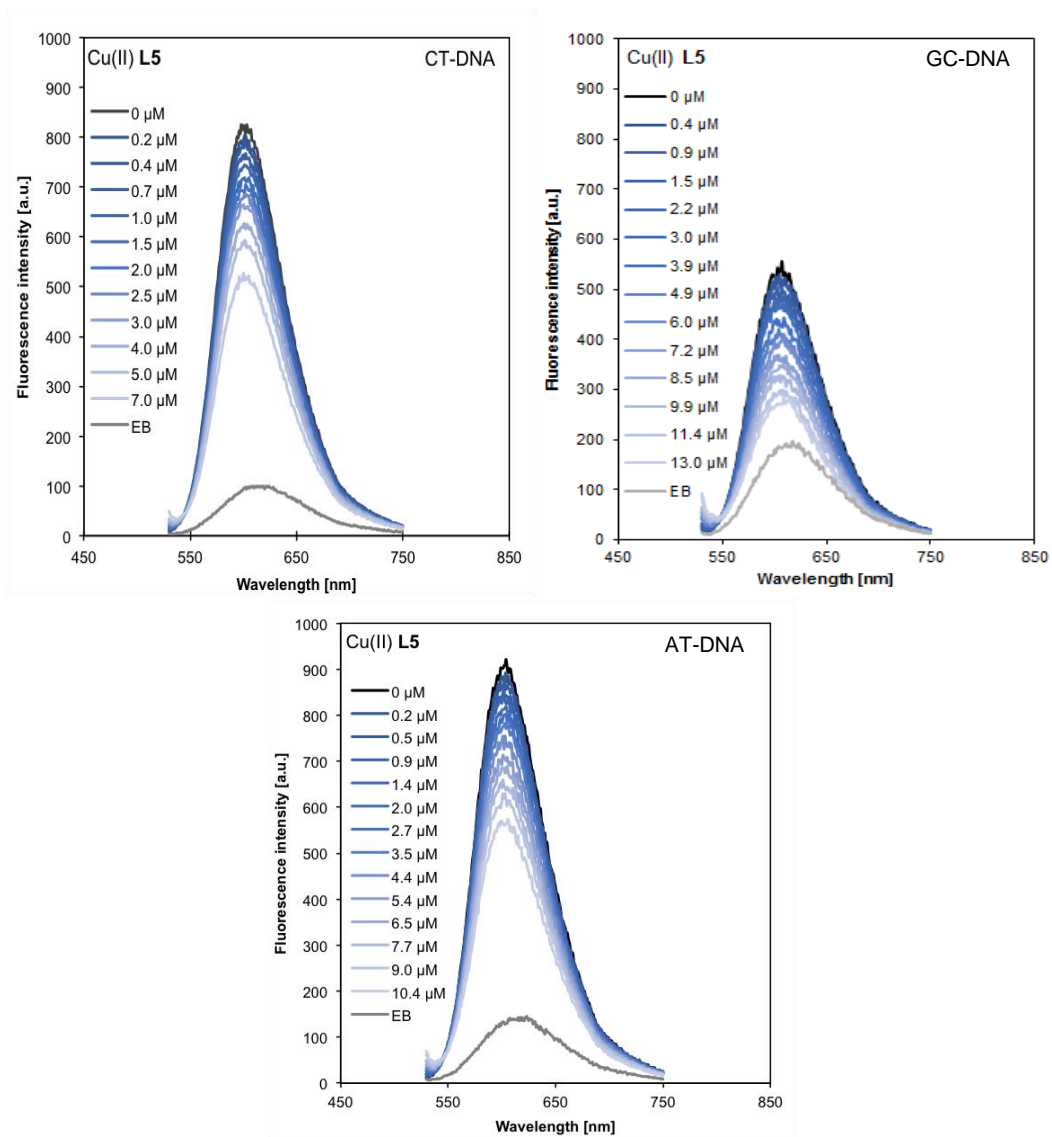 Cu(II) L5 CT-DNA
Fluorescence intensity [a.u.]
1000
900
800
700
600
500
400
300
200
100
0
0 µM
0.2 µM
0.4 µM
0.7 µM
1.0 µM
1.5 µM
2.0 µM
2.5 µM
3.0 µM
4.0 µM
5.0 µM
7.0 µM
EB
450 550 650 750 850
Wavelength [nm]
Cu(II) L5 GC-DNA
Fluorescence intensity [a.u.]
1000
900
800
700
600
500
400
300
200
100
0
0 µM
0.4 µM
0.9 µM
1.5 µM
2.2 µM
3.0 µM
3.9 µM
4.9 µM
6.0 µM
7.2 µM
8.5 µM
9.9 µM
11.4 µM
13.0 µM
EB
450 550 650 750 850
Wavelength [nm]
Cu(II) L5 AT-DNA
Fluorescence intensity [a.u.]
1000
900
800
700
600
500
400
300
200
100
0
0 µM
0.2 µM
0.5 µM
0.9 µM
1.4 µM
2.0 µM
2.7 µM
3.5 µM
4.4 µM
5.4 µM
6.5 µM
7.7 µM
9.0 µM
10.4 µM
EB
450 550 650 750 850
Wavelength [nm]